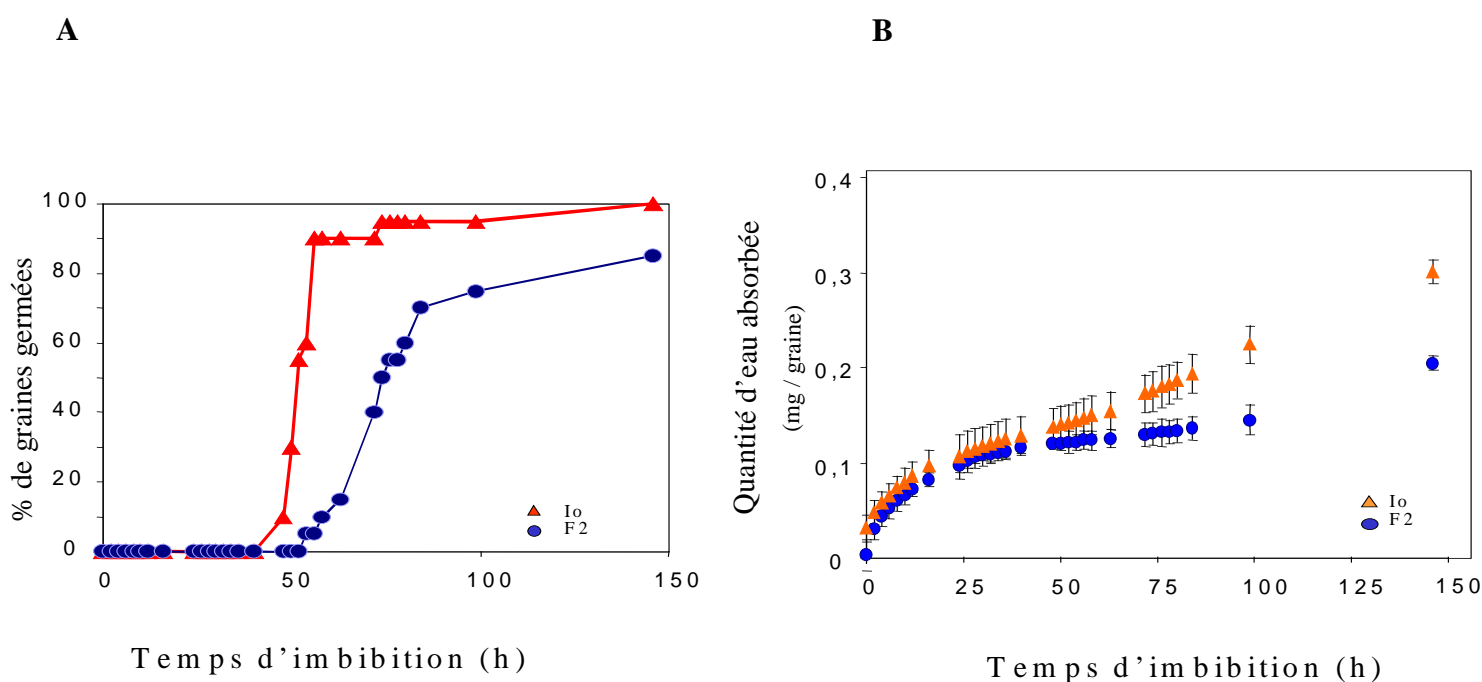 A
B
% de graines germées
100
80
60
40
20
0
0 50 100 150
Io
F2
Temps d'imbibition (h)
Quantité d'eau absorbée
(mg / graine)
0,4
0,3
0,2
0,1
0
0 25 50 75 100 125 150
Io
F2
Temps d'imbibition (h)